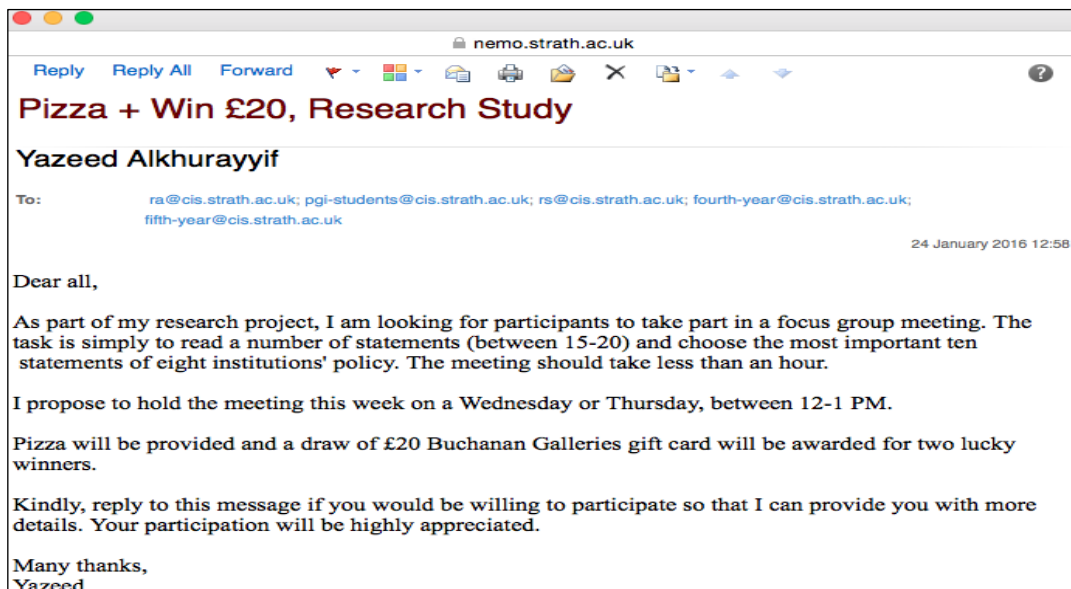 nemo.strath.ac.uk
Reply Reply All Forward
?
Pizza + Win £20, Research Study
Yazeed Alkhurayyif
To: ra@cis.strath.ac.uk; pgi-students@cis.strath.ac.uk; rs@cis.strath.ac.uk; fourth-year@cis.strath.ac.uk;
fifth-year@cis.strath.ac.uk
24 January 2016 12:58
Dear all,
As part of my research project, I am looking for participants to take part in a focus group meeting. The
task is simply to read a number of statements (between 15-20) and choose the most important ten
statements of eight institutions' policy. The meeting should take less than an hour.
I propose to hold the meeting this week on a Wednesday or Thursday, between 12-1 PM.
Pizza will be provided and a draw of £20 Buchanan Galleries gift card will be awarded for two lucky
winners.
Kindly, reply to this message if you would be willing to participate so that I can provide you with more
details. Your participation will be highly appreciated.
Many thanks,
Yazeed